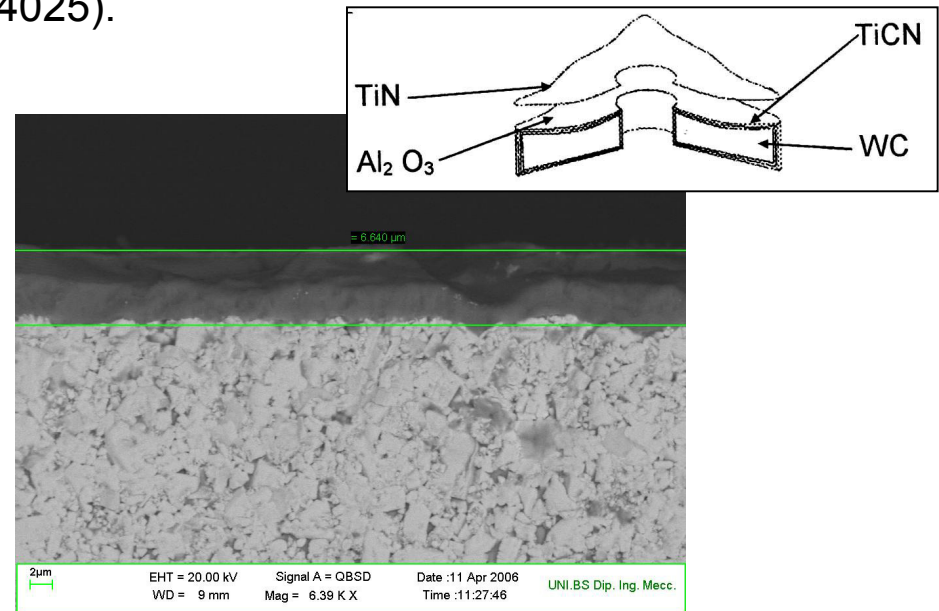 4025).
TiCN
TiN
Al₂ O₃
WC
= 6.640 µm
2µm
EHT = 20.00 kV Signal A = QBSD Date :11 Apr 2006
WD = 9 mm Mag = 6.39 K X Time :11:27:46
UNI.BS Dip. Ing. Mecc.